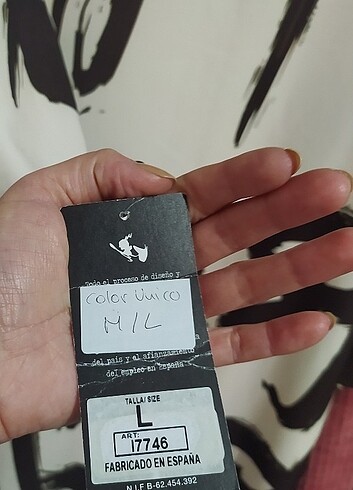 Todo el proceso de diseño y
color único
M/L
del país y el afianzamiento
del empleo en españa
TALLA/SIZE
L
ART:
17746
FABRICADO EN ESPAÑA
N.I.F B-62.454.392